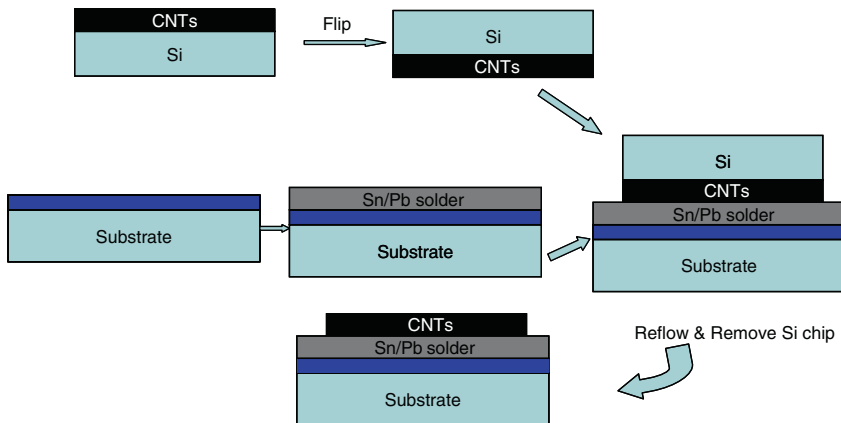 CNTs
Si
Flip
Si
CNTs
Substrate
Sn/Pb solder
Substrate
Si
CNTs
Sn/Pb solder
Substrate
Reflow & Remove Si chip
CNTs
Sn/Pb solder
Substrate